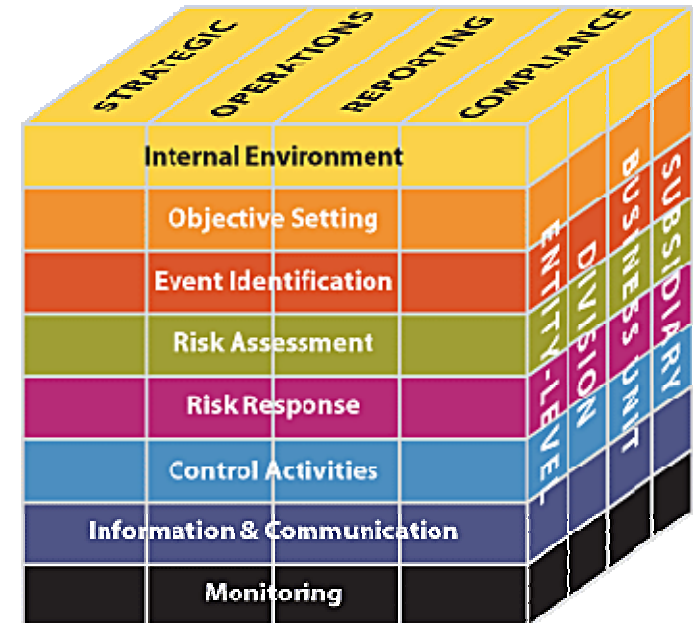 STRATEGIC
OPERATIONS
REPORTING
COMPLIANCE
Internal Environment
Objective Setting
Event Identification
Risk Assessment
Risk Response
Control Activities
Information & Communication
Monitoring
ENTITY-LEVEL
DIVISION
BUSINESS UNIT
SUBSIDIARY